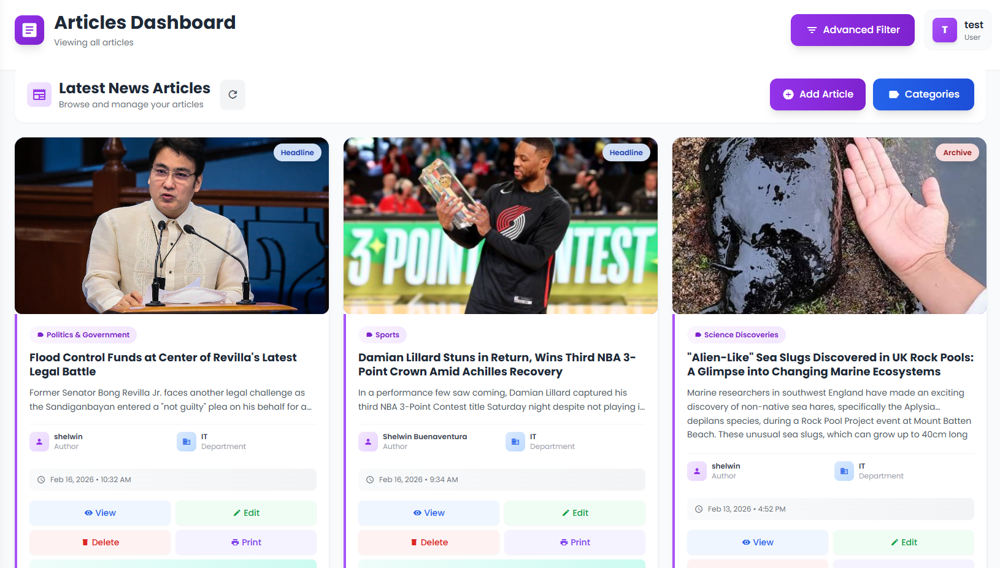 Articles Dashboard
Viewing all articles
Advanced Filter
T
test
User
Latest News Articles
Browse and manage your articles
Add Article
Categories
Headline
3 POINT CONTEST
Headline
Archive
Politics & Government
Flood Control Funds at Center of Revilla's Latest
Legal Battle
Former Senator Bong Revilla Jr. faces another legal challenge as
the Sandiganbayan entered a "not guilty" plea on his behalf for a...
shelwin
Author
IT
Department
Feb 16, 2026 • 10:32 AM
View
Edit
Delete
Print
Sports
Damian Lillard Stuns in Return, Wins Third NBA 3-
Point Crown Amid Achilles Recovery
In a performance few saw coming, Damian Lillard captured his
third NBA 3-Point Contest title Saturday night despite not playing i...
Shelwin Buenaventura
Author
IT
Department
Feb 16, 2026 • 9:34 AM
View
Edit
Delete
Print
Science Discoveries
"Alien-Like" Sea Slugs Discovered in UK Rock Pools:
A Glimpse into Changing Marine Ecosystems
Marine researchers in southwest England have made an exciting
discovery of non-native sea hares, specifically the Aplysia...
depilans species, during a Rock Pool Project event at Mount Batten
Beach. These unusual sea slugs, which can grow up to 40cm long
shelwin
Author
IT
Department
Feb 13, 2026 • 4:52 PM
View
Edit